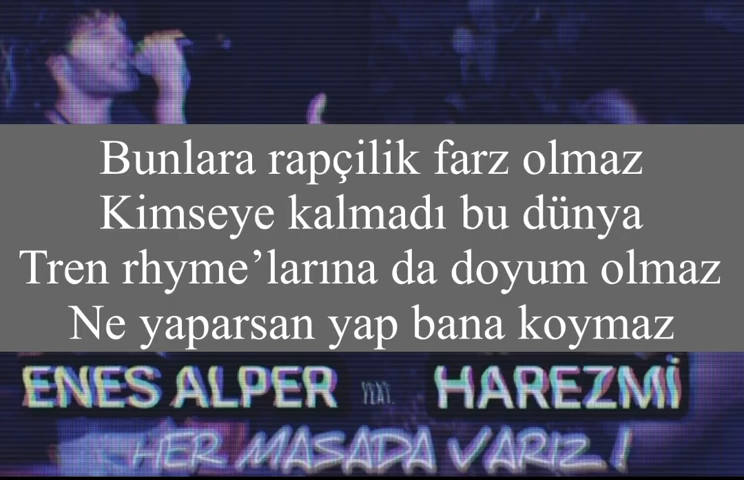 Bunlara rapçilik farz olmaz
Kimseye kalmadı bu dünya
Tren rhyme’larına da doyum olmaz
Ne yaparsan yap bana koymaz
ENES ALPER FEAT. HAREZMİ
HER MASADA VARIZ !